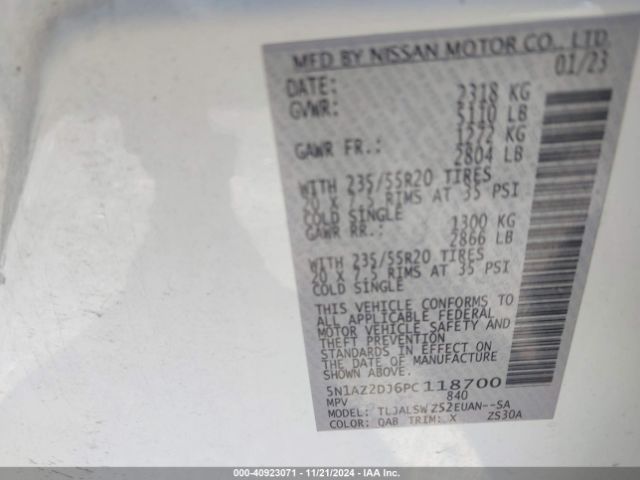 MFD BY NISSAN MOTOR CO., LTD.
DATE: 01/23
GVWR: 2318 KG
5110 LB
GAWR FR.: 1272 KG
2804 LB
WITH 235/55R20 TIRES
20 X 7.5 RIMS AT 35 PSI
COLD SINGLE
GAWR RR.: 1300 KG
2866 LB
WITH 235/55R20 TIRES
20 X 7.5 RIMS AT 35 PSI
COLD SINGLE
THIS VEHICLE CONFORMS TO
ALL APPLICABLE FEDERAL
MOTOR VEHICLE SAFETY AND
THEFT PREVENTION
STANDARDS IN EFFECT ON
THE DATE OF MANUFACTURE
SHOWN ABOVE.
5N1AZ2DJ6PC118700
MPV 840
MODEL: TLJALSWZ52EUAN--SA
COLOR: QAB TRIM: X ZS30A
000-40923071 - 11/21/2024 - IAA Inc.